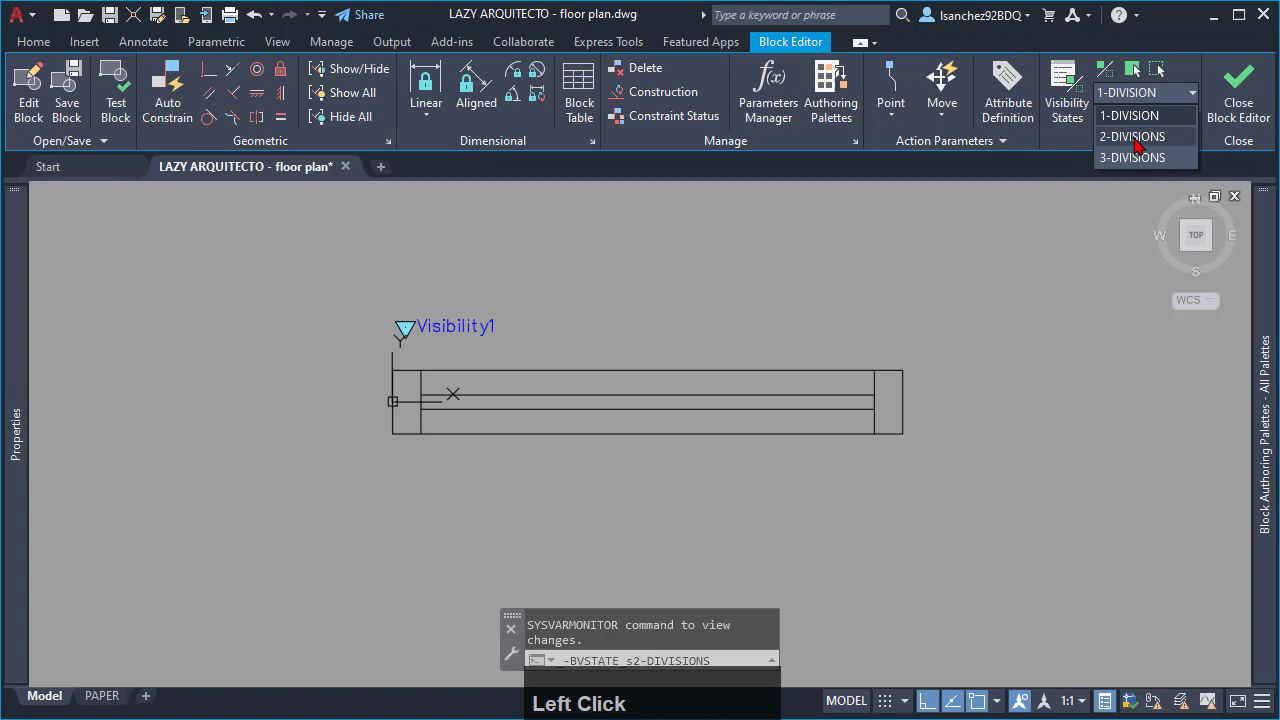 LAZY ARQUITECTO - floor plan.dwg
Share
Type a keyword or phrase
lsanchez92BDQ
Home Insert Annotate Parametric View Manage Output Add-ins Collaborate Express Tools Featured Apps Block Editor
Edit Block
Save Block
Test Block
Auto Constrain
Show/Hide
Show All
Hide All
Linear
Aligned
Block Table
Delete
Construction
Constraint Status
Parameters Manager
Authoring Palettes
Point
Move
Attribute Definition
Visibility States
1-DIVISION
1-DIVISION
2-DIVISIONS
3-DIVISIONS
Close Block Editor
Open/Save
Geometric
Dimensional
Manage
Action Parameters
Close
Start
LAZY ARQUITECTO - floor plan*
N
W
TOP
E
S
WCS
Visibility1
Properties
Block Authoring Palettes - All Palettes
SYSVARMONITOR command to view
changes.
-BVSTATE _s2-DIVISIONS
Left Click
Model
PAPER
MODEL
1:1